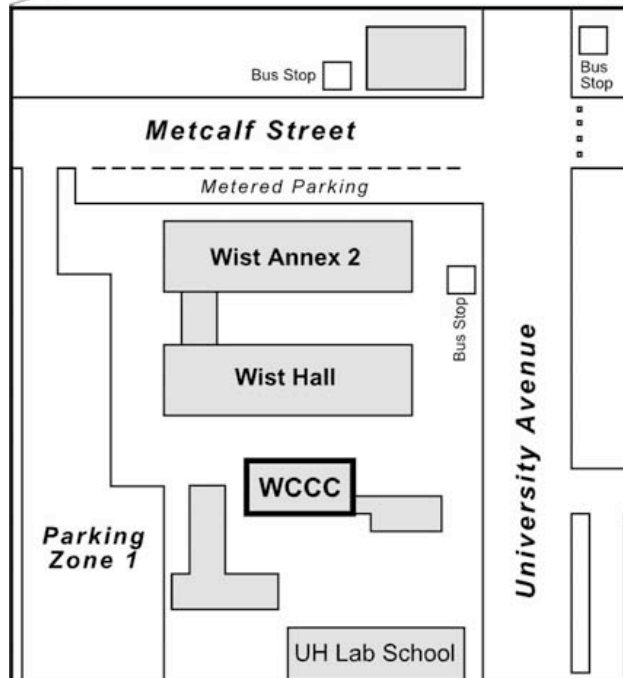 Bus Stop
Bus
Stop
Metcalf Street
Metered Parking
Wist Annex 2
Bus Stop
Wist Hall
University Avenue
WCCC
Parking
Zone 1
UH Lab School